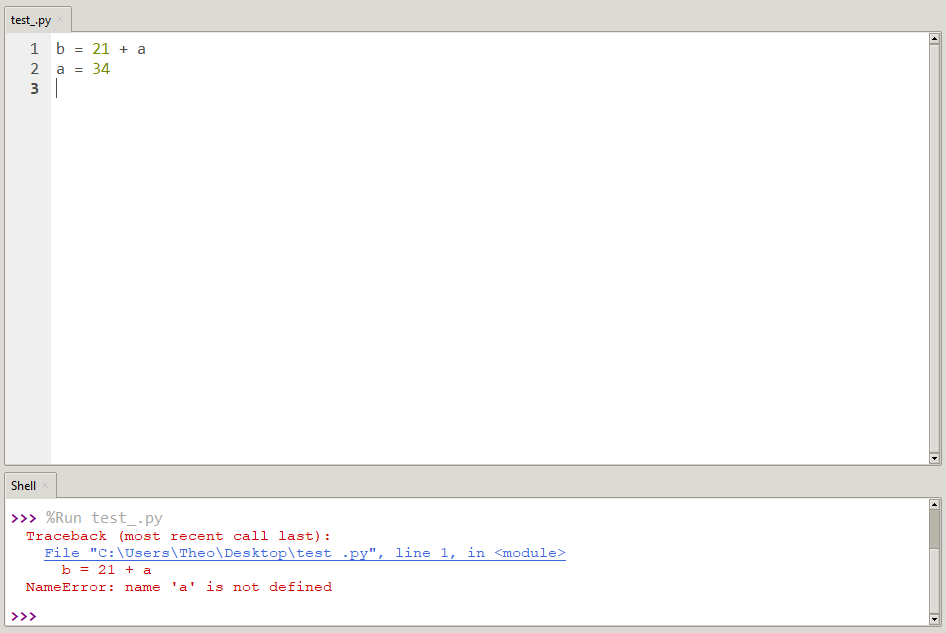 test_.py ×
1 b = 21 + a
2 a = 34
3
Shell ×
>>> %Run test_.py
Traceback (most recent call last):
File "C:\Users\Theo\Desktop\test_.py", line 1, in <module>
b = 21 + a
NameError: name 'a' is not defined
>>>